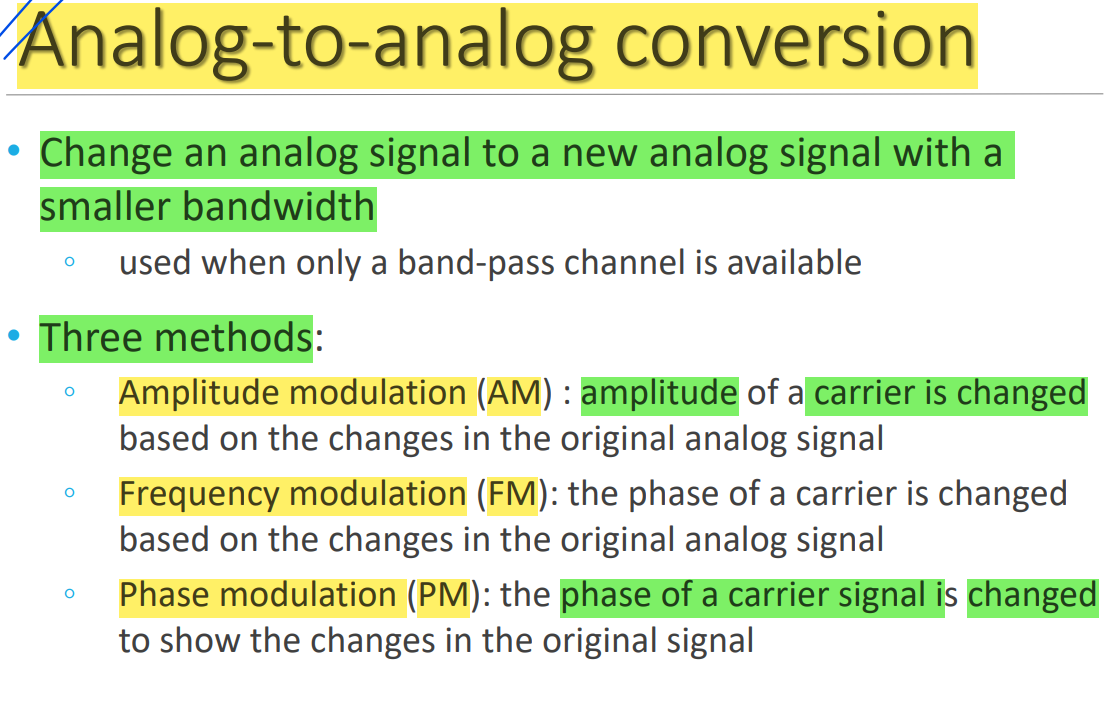 Analog-to-analog conversion
• Change an analog signal to a new analog signal with a
smaller bandwidth
◦ used when only a band-pass channel is available
• Three methods:
◦ Amplitude modulation (AM) : amplitude of a carrier is changed
based on the changes in the original analog signal
◦ Frequency modulation (FM): the phase of a carrier is changed
based on the changes in the original analog signal
◦ Phase modulation (PM): the phase of a carrier signal is changed
to show the changes in the original signal